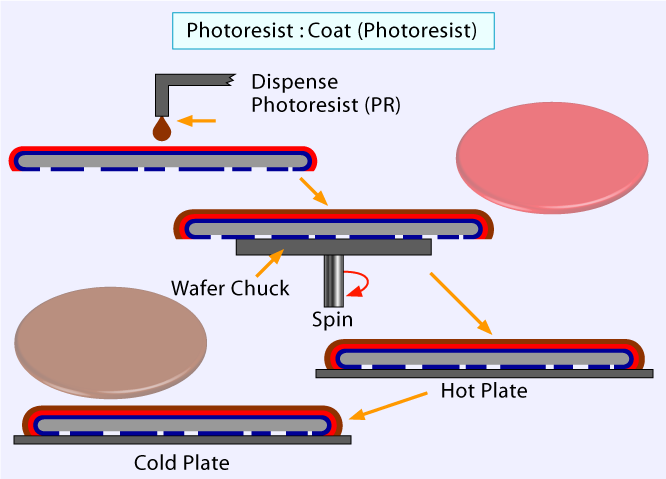 Photoresist : Coat (Photoresist)
Dispense
Photoresist (PR)
Wafer Chuck
Spin
Hot Plate
Cold Plate